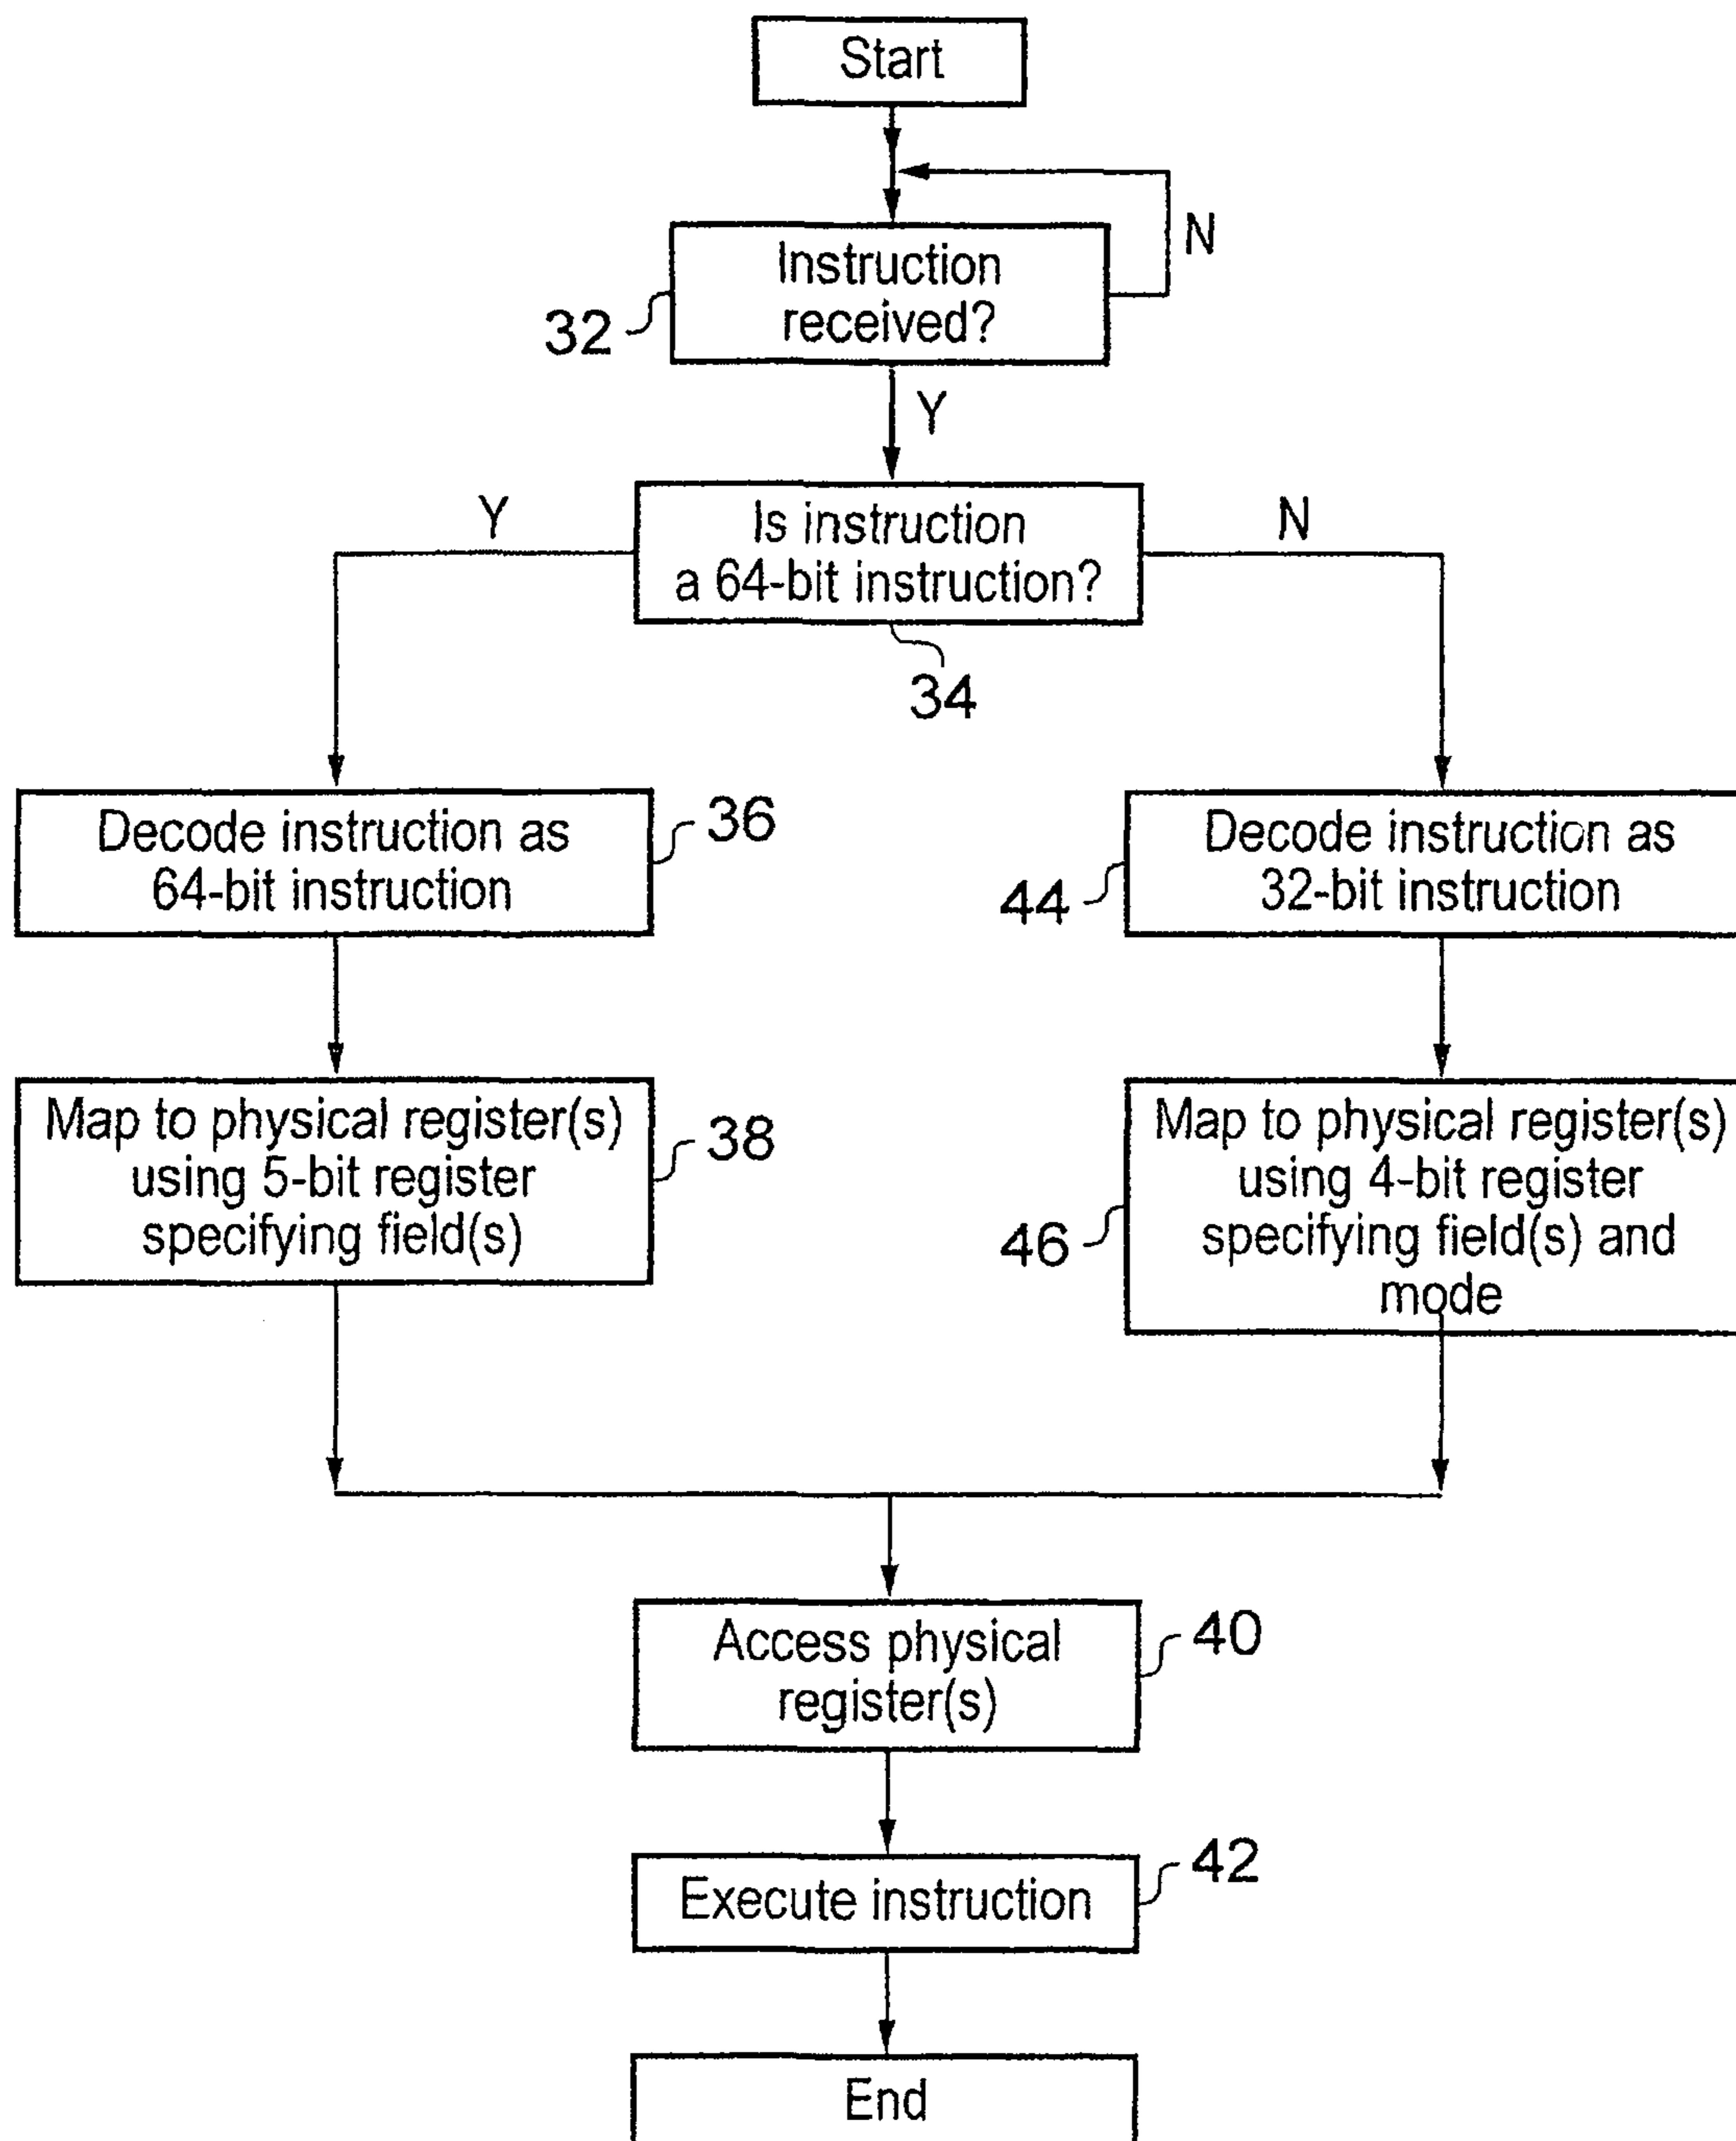 Start
N
Instruction
received?
32
Y
Y
Is instruction
a 64-bit instruction?
N
34
Decode instruction as
64-bit instruction
36
Decode instruction as
32-bit instruction
44
Map to physical register(s)
using 5-bit register
specifying field(s)
38
Map to physical register(s)
using 4-bit register
specifying field(s) and
mode
46
Access physical
register(s)
40
Execute instruction
42
End